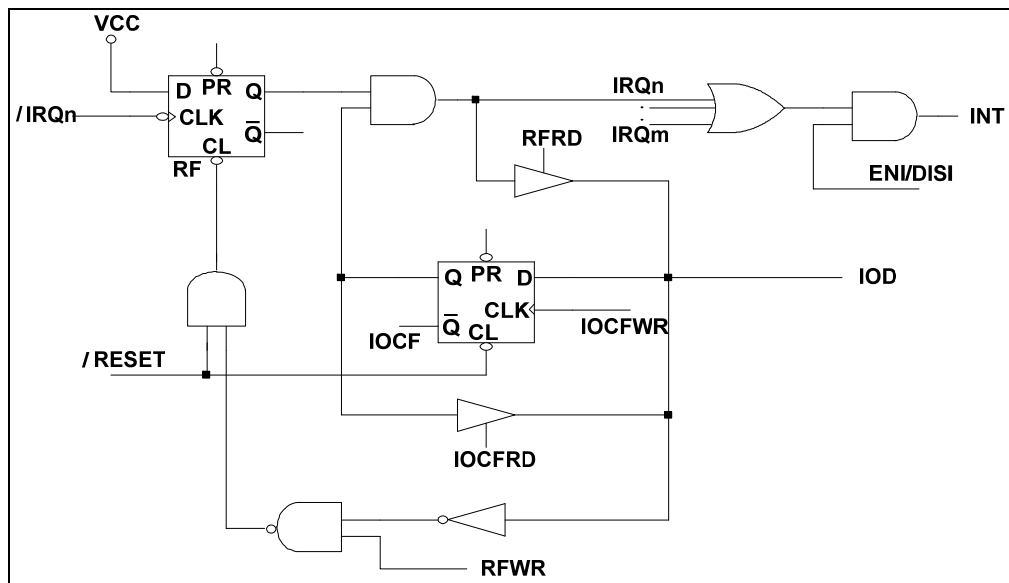 VCC
D
PR
Q
/IRQn
CLK
Q̅
CL
RF
IRQn
IRQm
INT
RFRD
ENI/DISI
Q
PR
D
IOD
CLK
IOCFWR
IOCF
Q̅
CL
/RESET
IOCFRD
RFWR